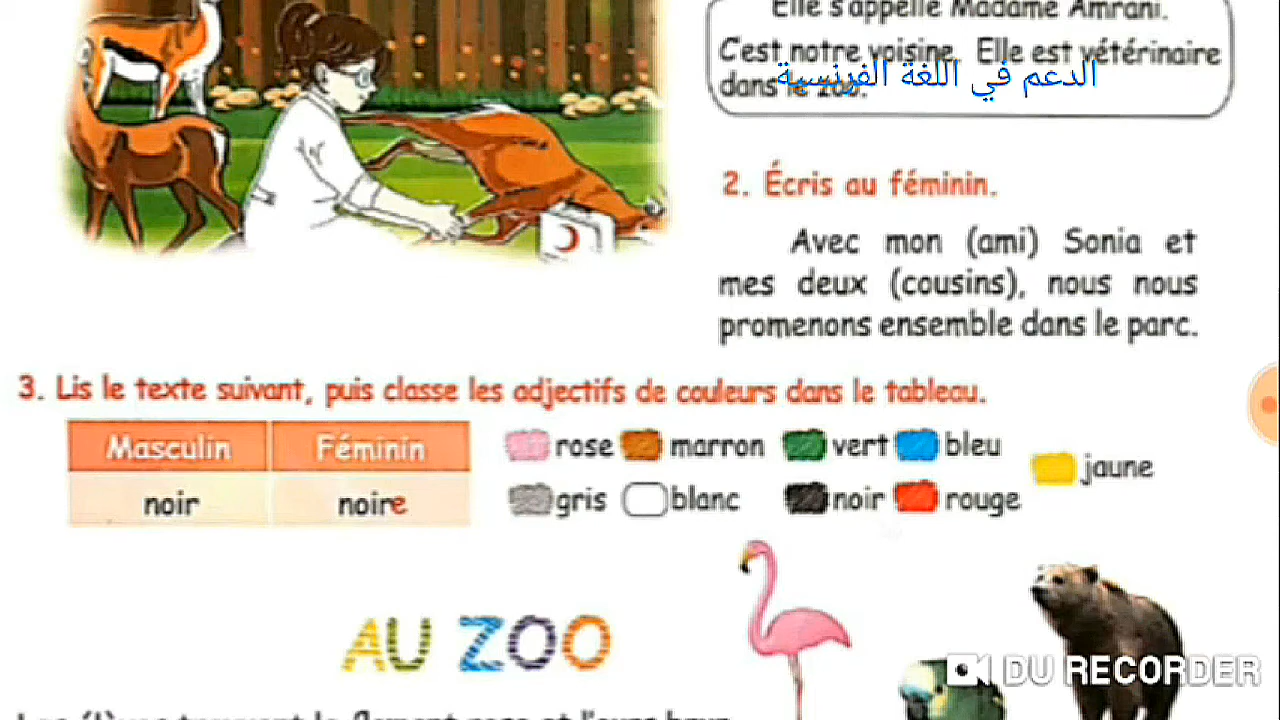 Elle s'appelle Madame Amrani.
C'est notre voisine. Elle est vétérinaire
dans le zoo.
الدعم في اللغة الفرنسية
2. Écris au féminin.
Avec mon (ami) Sonia et
mes deux (cousins), nous nous
promenons ensemble dans le parc.
3. Lis le texte suivant, puis classe les adjectifs de couleurs dans le tableau.
Masculin Féminin
noir noire
rose marron vert bleu
jaune
gris blanc noir rouge
AU ZOO
DU RECORDER